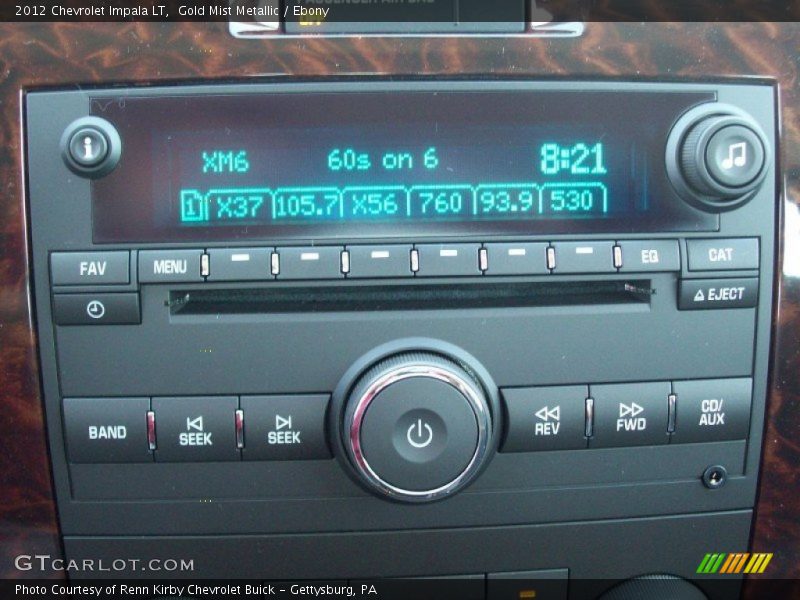 2012 Chevrolet Impala LT, Gold Mist Metallic / Ebony
XM6 60s on 6 8:21
1 X37 105.7 X56 760 93.9 530
FAV MENU EQ CAT
EJECT
BAND SEEK SEEK REV FWD CD/AUX
GTCARLOT.COM
Photo Courtesy of Renn Kirby Chevrolet Buick - Gettysburg, PA